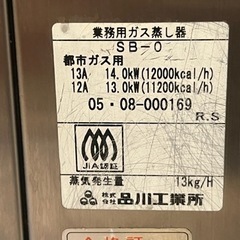 業務用ガス蒸し器
SB-0
都市ガス用
13A 14.0kW(12000kcal/h)
12A 13.0kW(11200kcal/h)
05・08-000169
R.S
JIA認証
蒸気発生量 13kg/H
株式会社 品川工業所